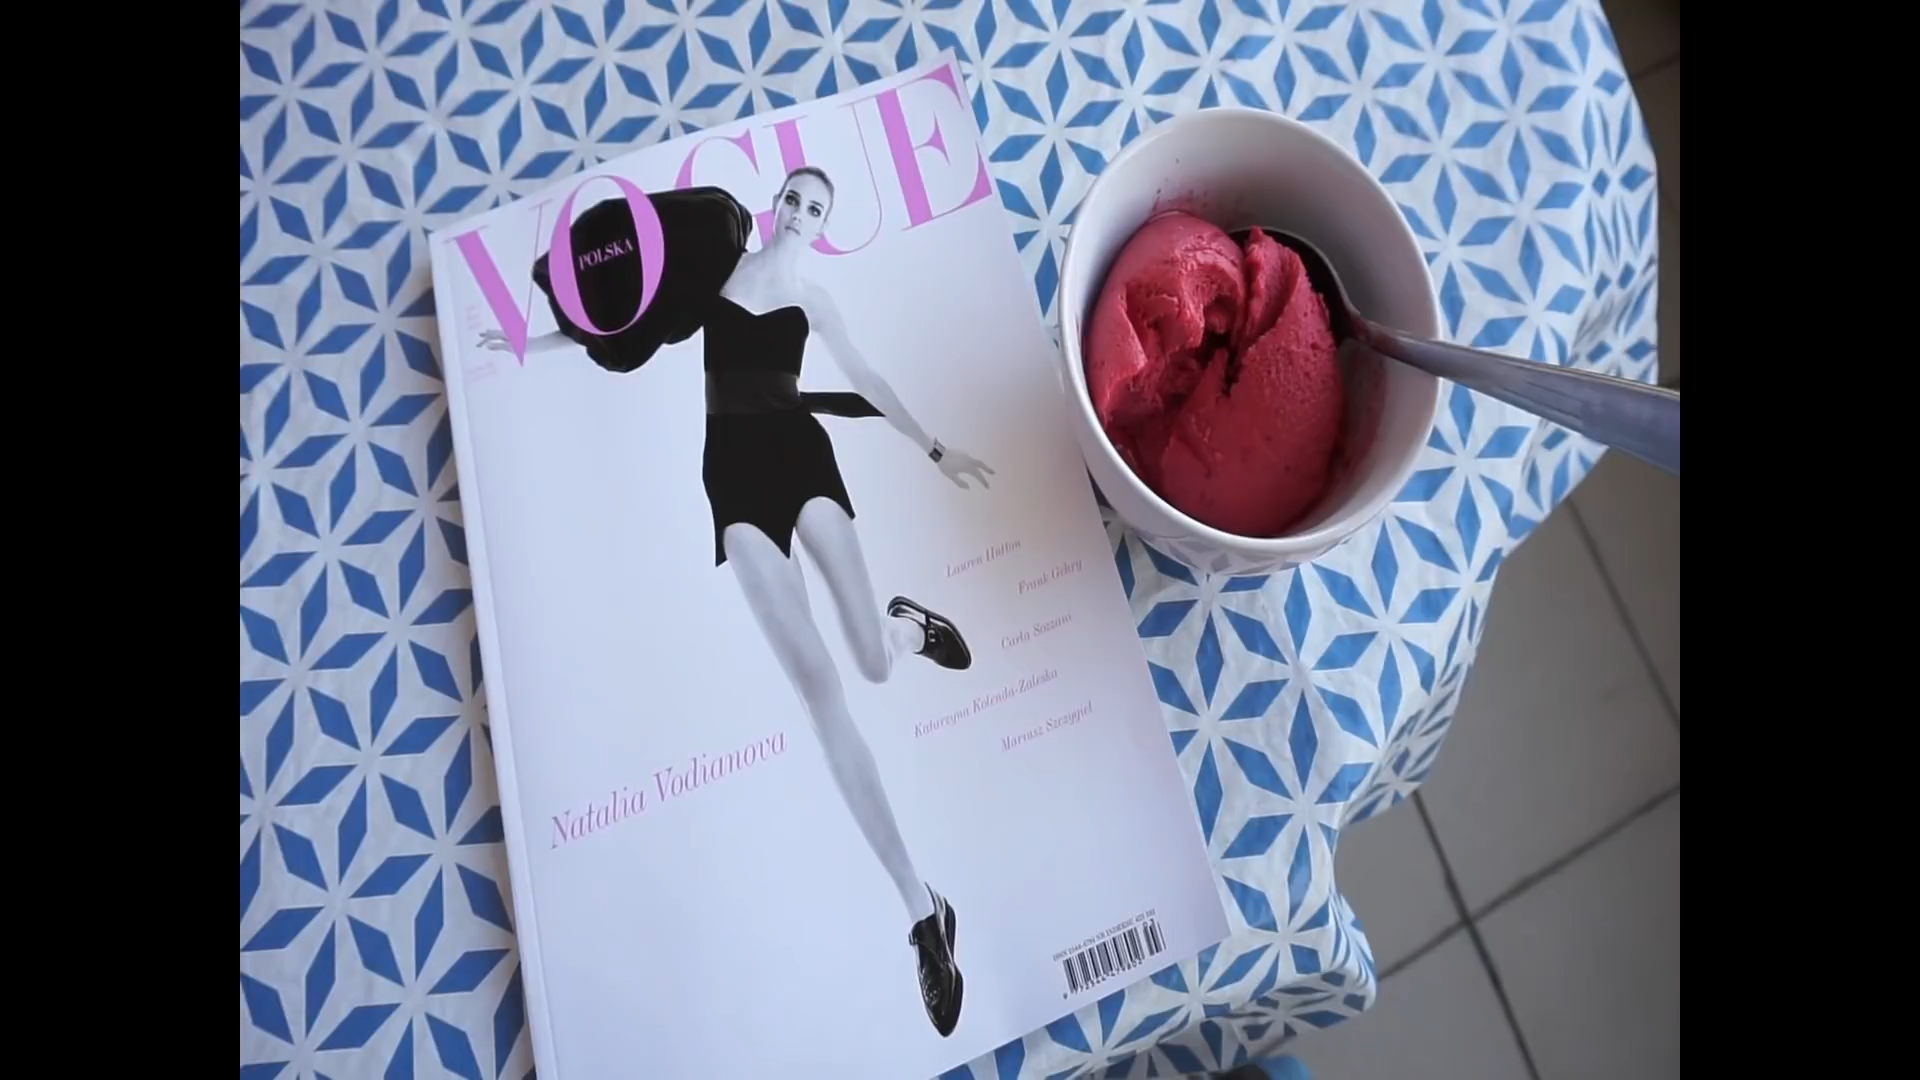 VOGUE
POLSKA
Lauren Hutton
Frank Gehry
Carla Sozzani
Katarzyna Kolenda-Zaleska
Mariusz Szczygieł
Natalia Vodianova